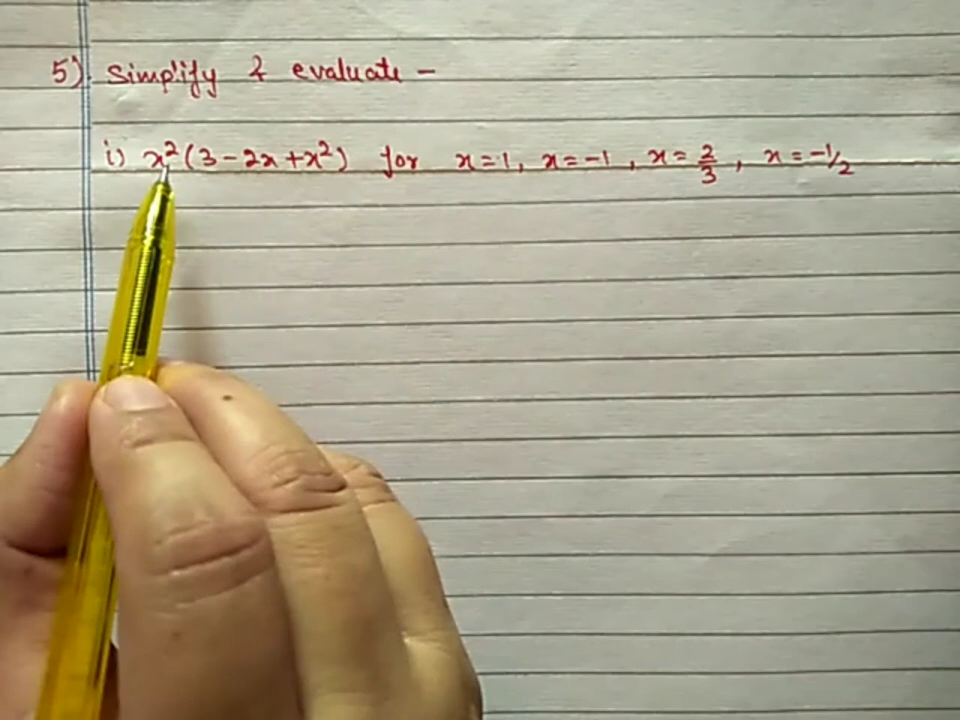 5) Simplify & evaluate –
i) x²(3 – 2x + x²) for x = 1, x = –1, x = 2/3, x = –1/2